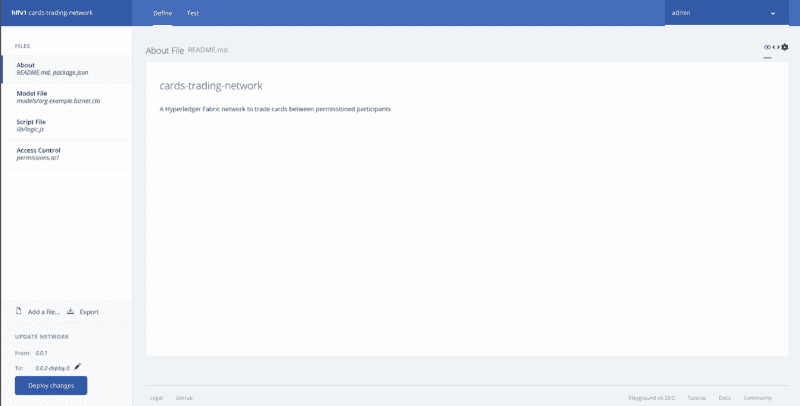 hlfv1 cards-trading-network
Define
Test
admin
FILES
About
README.md, package.json
Model File
models/org.example.biznet.cto
Script File
lib/logic.js
Access Control
permissions.acl
About File README.md
cards-trading-network
A Hyperledger Fabric network to trade cards between permissioned participants
Add a file...
Export
UPDATE NETWORK
From: 0.0.1
To: 0.0.2-deploy.0
Deploy changes
Legal
GitHub
Playground v0.20.0
Tutorial
Docs
Community